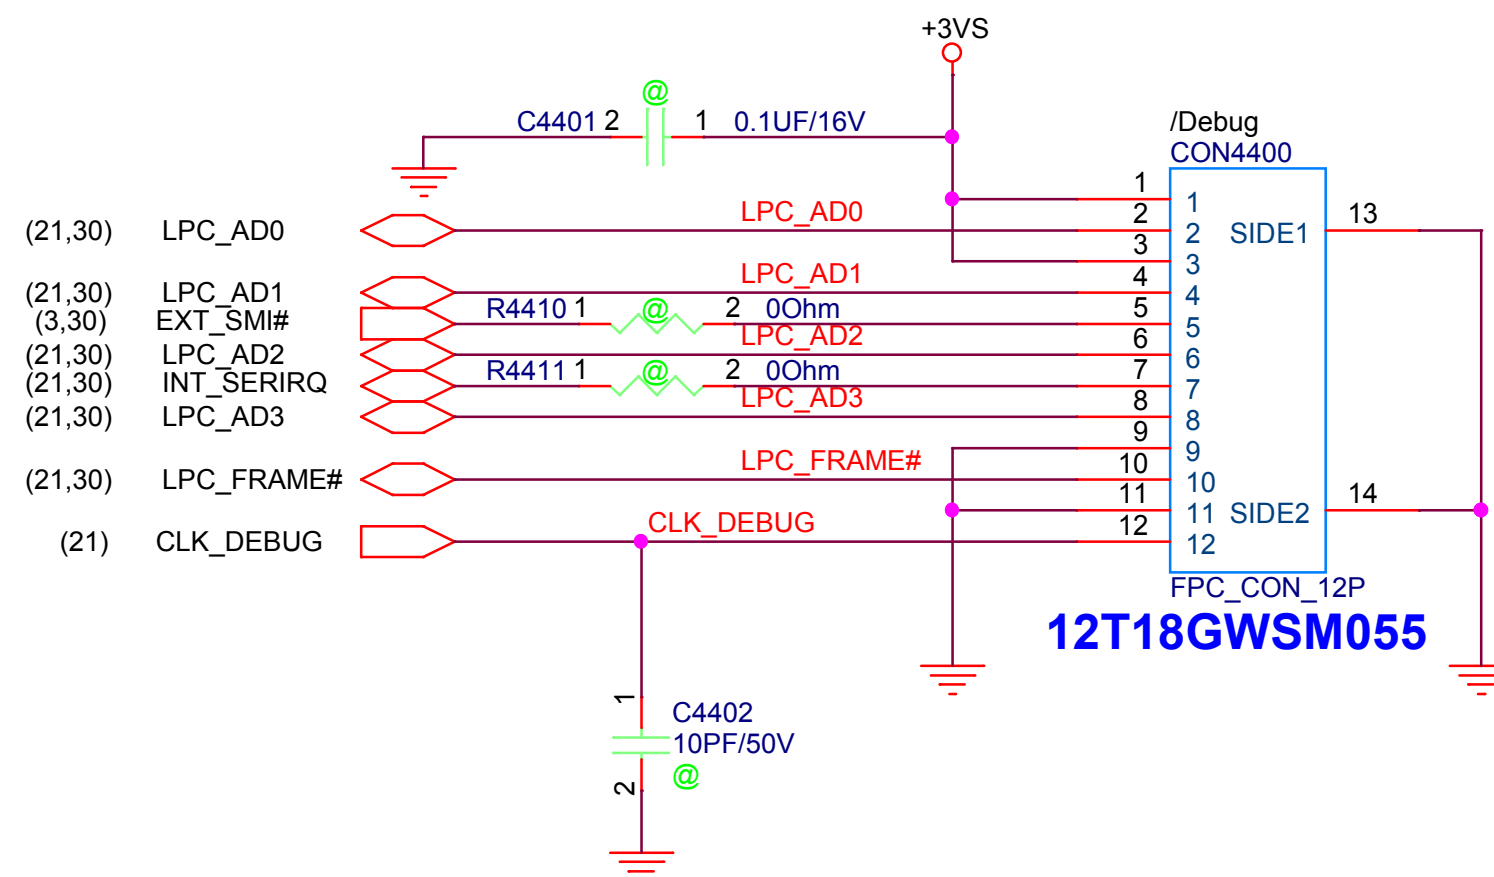 +3VS
@
C4401 2 1 0.1UF/16V
/Debug
CON4400
1 1
(21,30) LPC_AD0 LPC_AD0 2 2 SIDE1 13
3 3
(21,30) LPC_AD1 LPC_AD1 4 4
(3,30) EXT_SMI# R4410 1 @ 2 0Ohm 5 5
(21,30) LPC_AD2 LPC_AD2 6 6
(21,30) INT_SERIRQ R4411 1 @ 2 0Ohm 7 7
(21,30) LPC_AD3 LPC_AD3 8 8
9 9
(21,30) LPC_FRAME# LPC_FRAME# 10 10
11 11 SIDE2 14
(21) CLK_DEBUG CLK_DEBUG 12 12
FPC_CON_12P
12T18GWSM055
1
C4402
10PF/50V
2 @